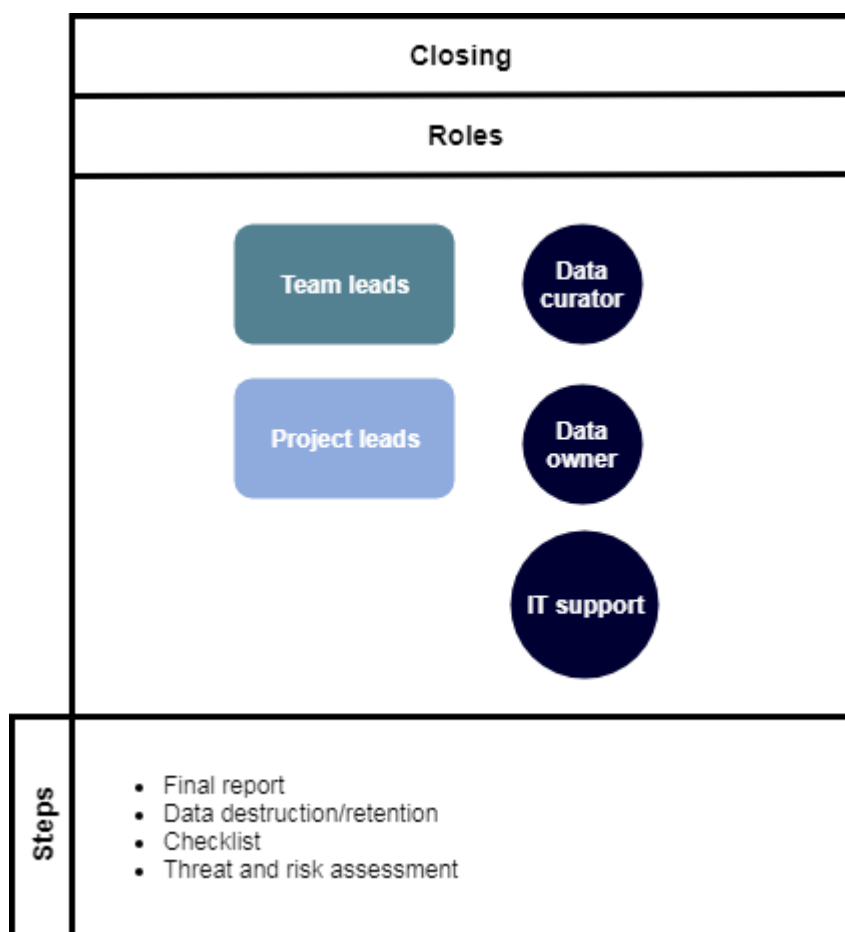 Closing
Roles
Team leads
Data
curator
Project leads
Data
owner
IT support
Steps
• Final report
• Data destruction/retention
• Checklist
• Threat and risk assessment